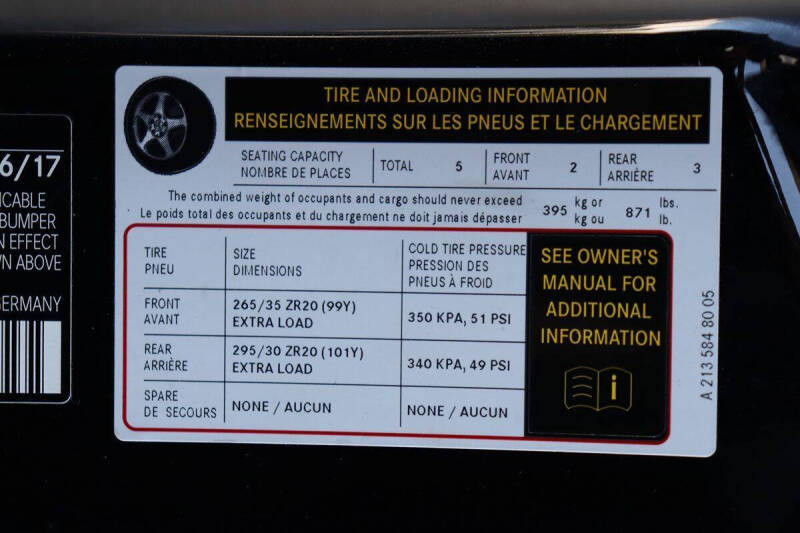 6/17
ICABLE
BUMPER
N EFFECT
WN ABOVE
GERMANY
TIRE AND LOADING INFORMATION
RENSEIGNEMENTS SUR LES PNEUS ET LE CHARGEMENT
SEATING CAPACITY
NOMBRE DE PLACES
TOTAL 5
FRONT
AVANT
2
REAR
ARRIÈRE
3
The combined weight of occupants and cargo should never exceed
Le poids total des occupants et du chargement ne doit jamais dépasser
395 kg or
kg ou
871 lbs.
lb.
TIRE
PNEU
SIZE
DIMENSIONS
COLD TIRE PRESSURE
PRESSION DES
PNEUS À FROID
FRONT
AVANT
265/35 ZR20 (99Y)
EXTRA LOAD
350 KPA, 51 PSI
REAR
ARRIÈRE
295/30 ZR20 (101Y)
EXTRA LOAD
340 KPA, 49 PSI
SPARE
DE SECOURS
NONE / AUCUN
NONE / AUCUN
SEE OWNER'S
MANUAL FOR
ADDITIONAL
INFORMATION
i
A 213 584 80 05